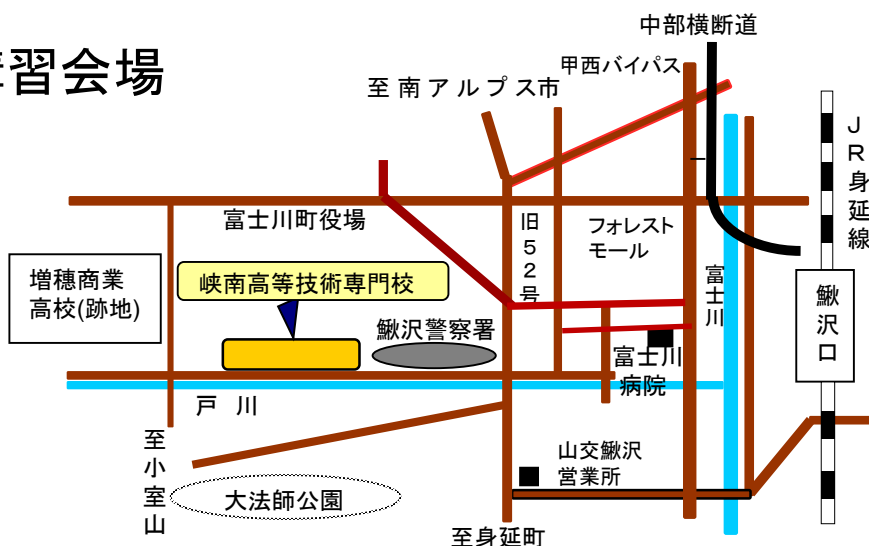 習会場
中部横断道
甲西バイパス
至南アルプス市
JR身延線
富士川町役場
旧52号
フォレスト
モール
富士川
増穂商業
高校(跡地)
峡南高等技術専門校
鰍沢口
鰍沢警察署
富士川
病院
戸 川
至小室山
山交鰍沢
営業所
大法師公園
至身延町